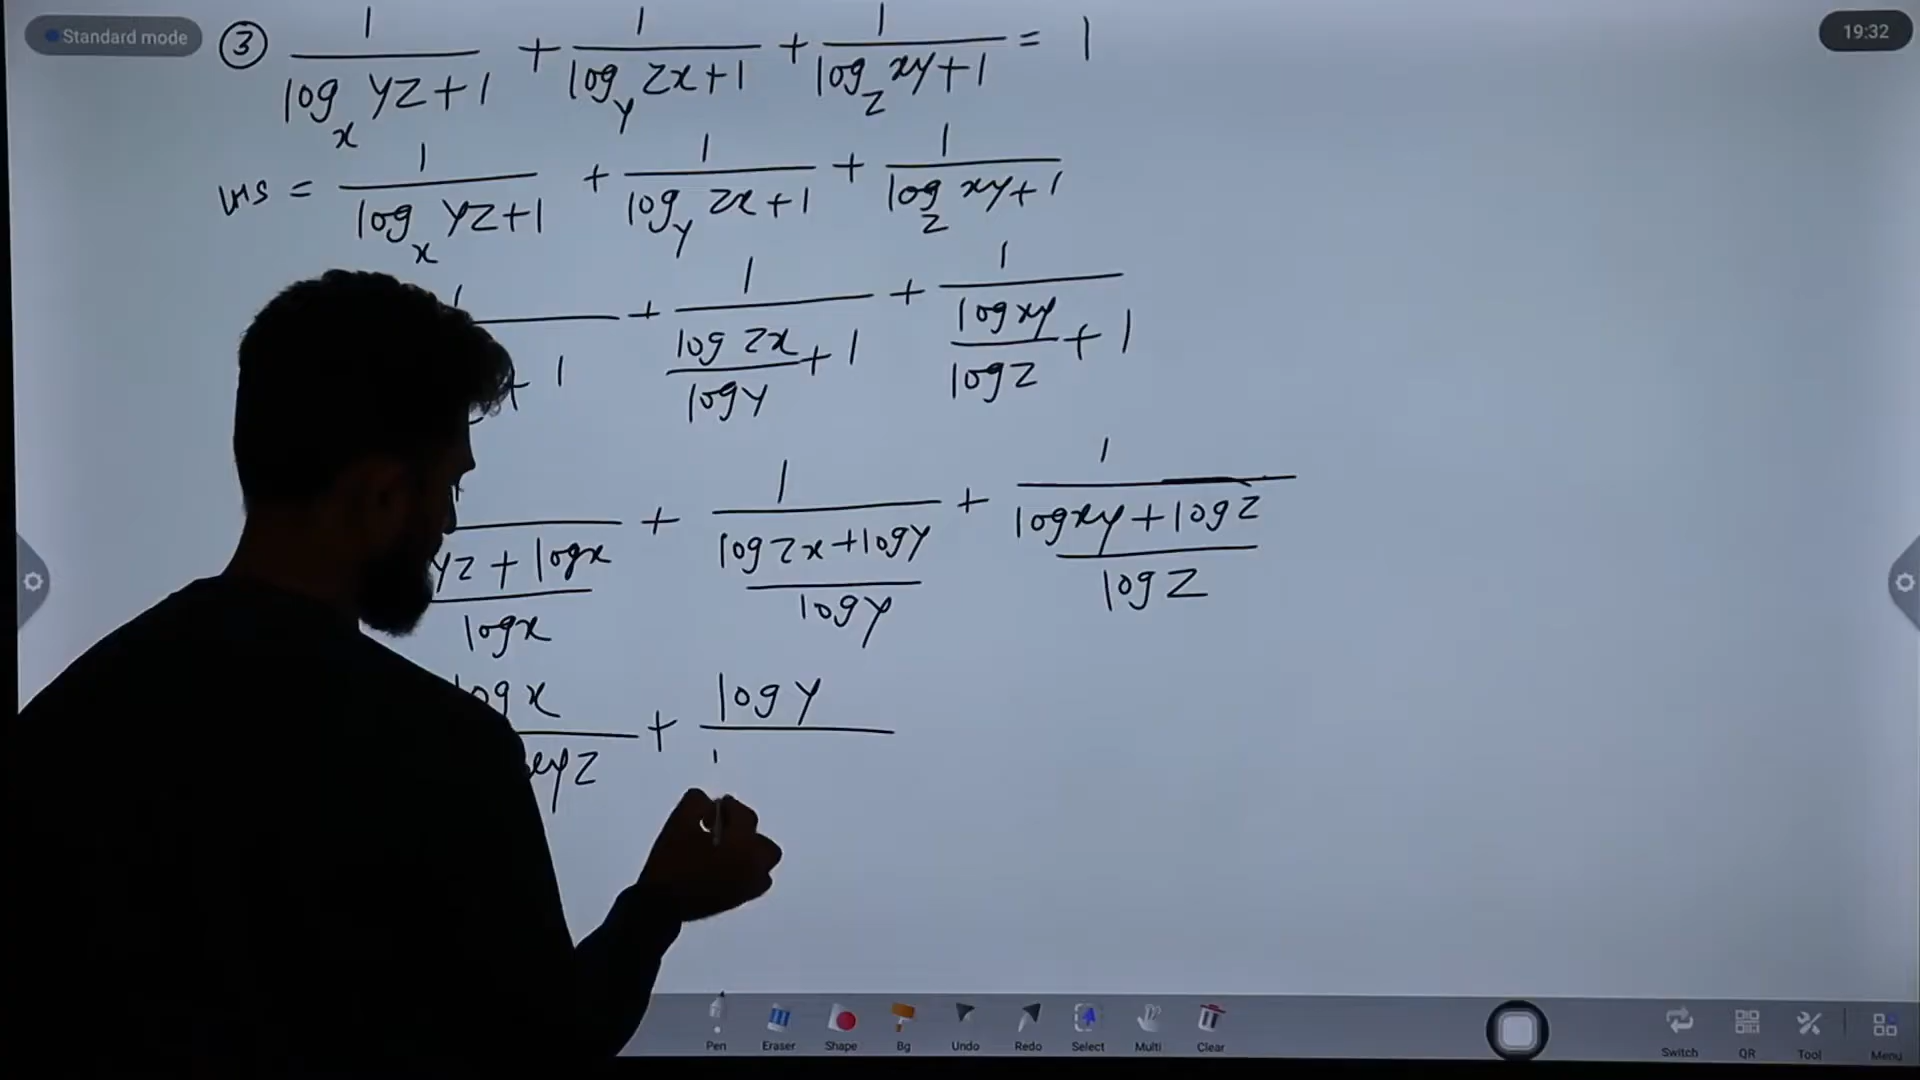 Standard mode
19:32
③ 1/(log_x yz+1) + 1/(log_y zx+1) + 1/(log_z xy+1) = 1
LHS = 1/(log_x yz+1) + 1/(log_y zx+1) + 1/(log_z xy+1)
1/( + 1) + 1/(log zx/log y + 1) + 1/(log xy/log z + 1)
/((yz + log x)/log x) + 1/((log zx + log y)/log y) + 1/((log xy + log z)/log z)
og x/ xyz + log y/
Pen Eraser Shape Bg Undo Redo Select Multi Clear Switch QR Tool Menu